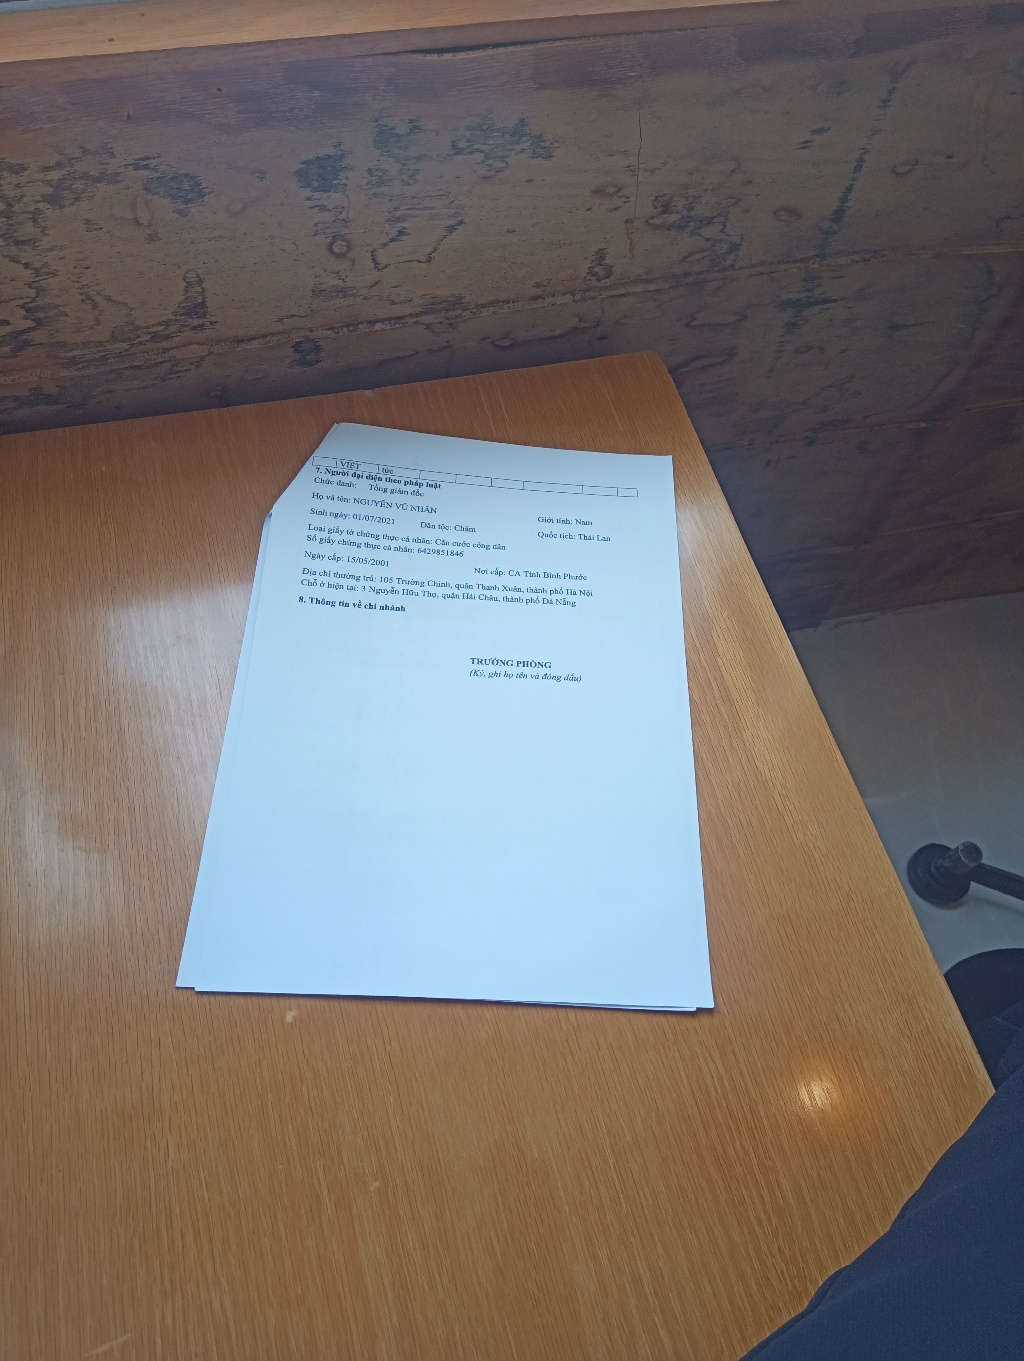 VIỆT tức
7. Người đại diện theo pháp luật
Chức danh: Tổng giám đốc
Họ và tên: NGUYỄN VŨ NHÂN Giới tính: Nam
Sinh ngày: 01/07/2021 Dân tộc: Chăm Quốc tịch: Thái Lan
Loại giấy tờ chứng thực cá nhân: Căn cước công dân
Số giấy chứng thực cá nhân: 6429851846
Ngày cấp: 15/05/2001 Nơi cấp: CA Tỉnh Bình Phước
Địa chỉ thường trú: 105 Trường Chinh, quận Thanh Xuân, thành phố Hà Nội
Chỗ ở hiện tại: 3 Nguyễn Hữu Thọ, quận Hải Châu, thành phố Đà Nẵng
8. Thông tin về chi nhánh
TRƯỞNG PHÒNG
(Ký, ghi họ tên và đóng dấu)